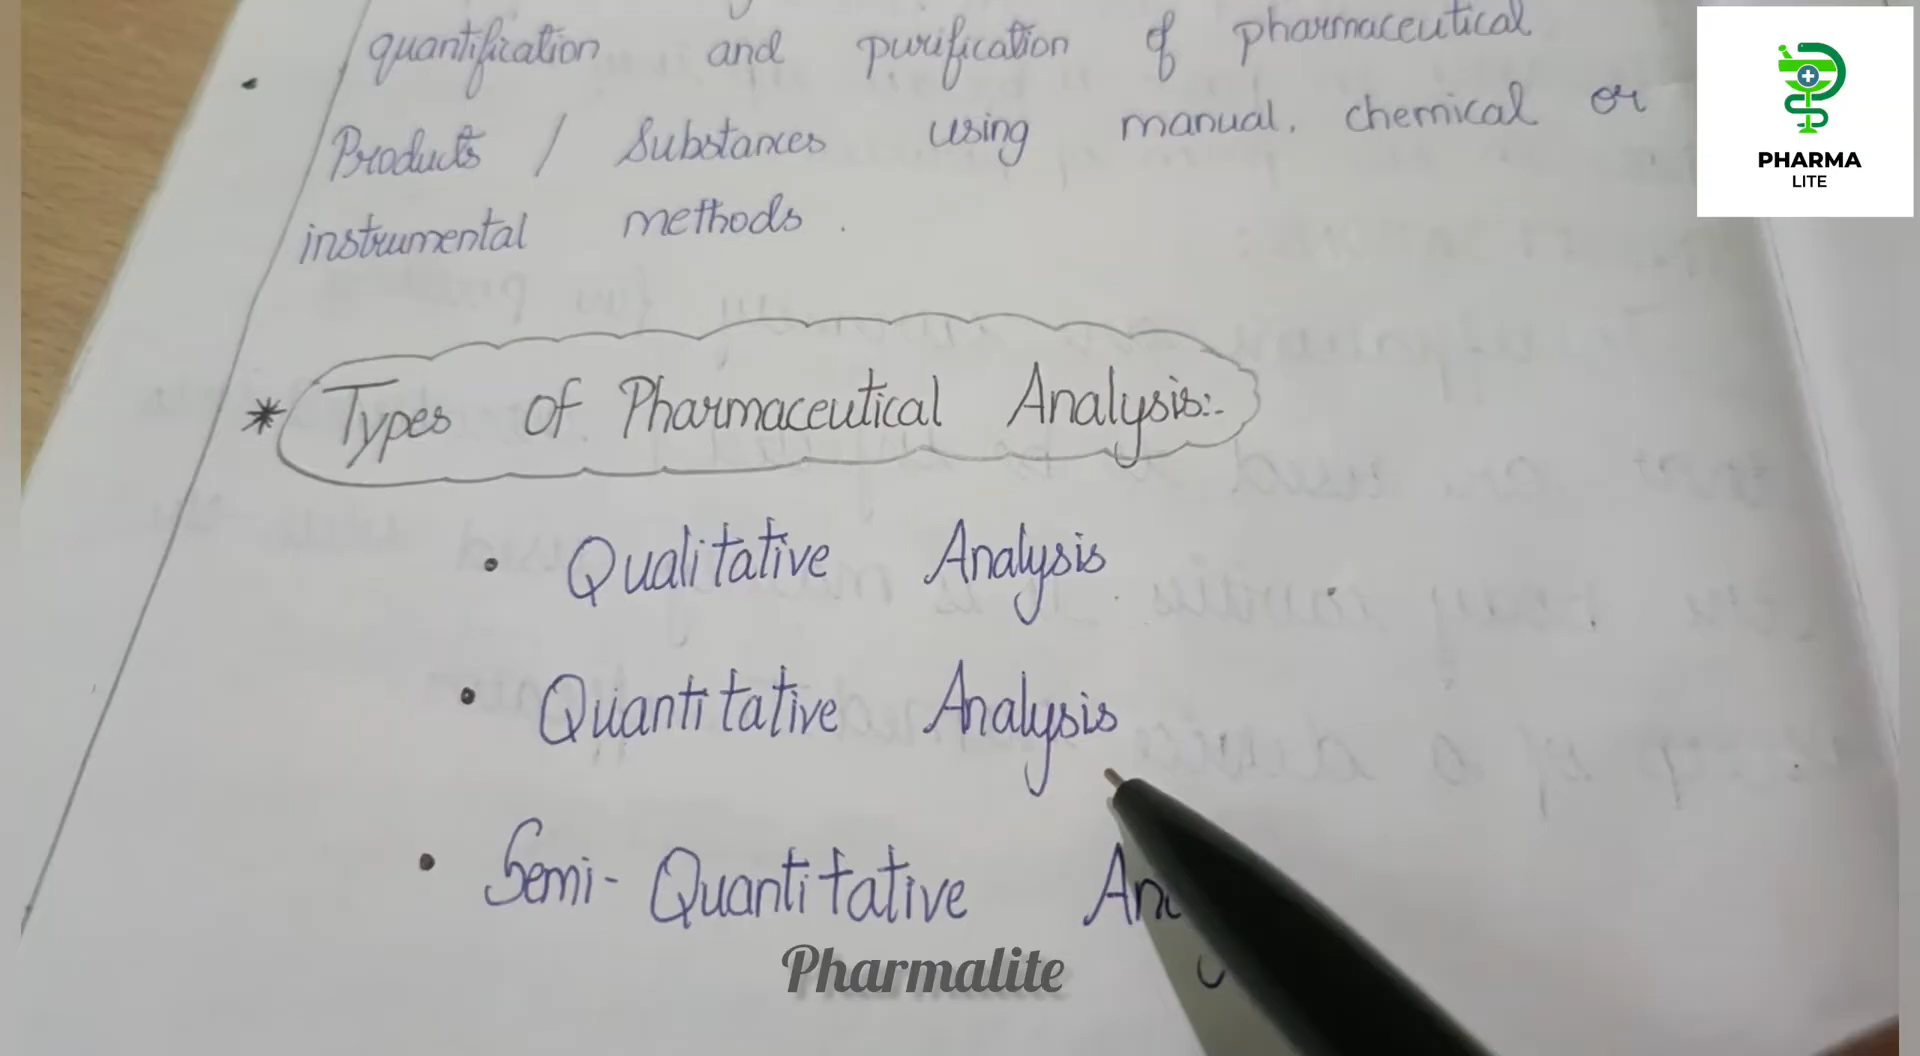 quantification and purification of pharmaceutical
Products / Substances using manual, chemical or
instrumental methods.
PHARMA
LITE
* Types of Pharmaceutical Analysis:-
• Qualitative Analysis
• Quantitative Analysis
• Semi-Quantitative
Pharmalite